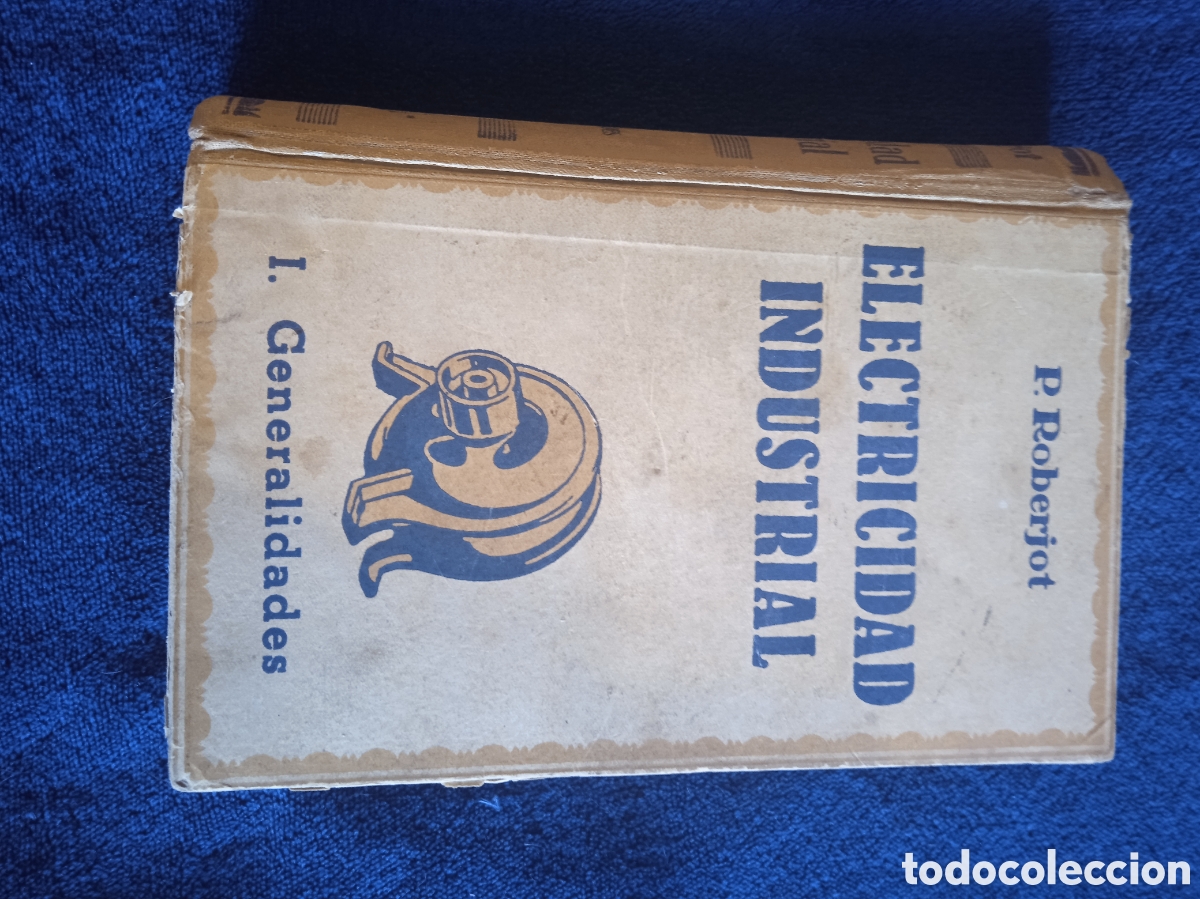 P. Roberjot
ELECTRICIDAD
INDUSTRIAL
I. Generalidades
todocoleccion